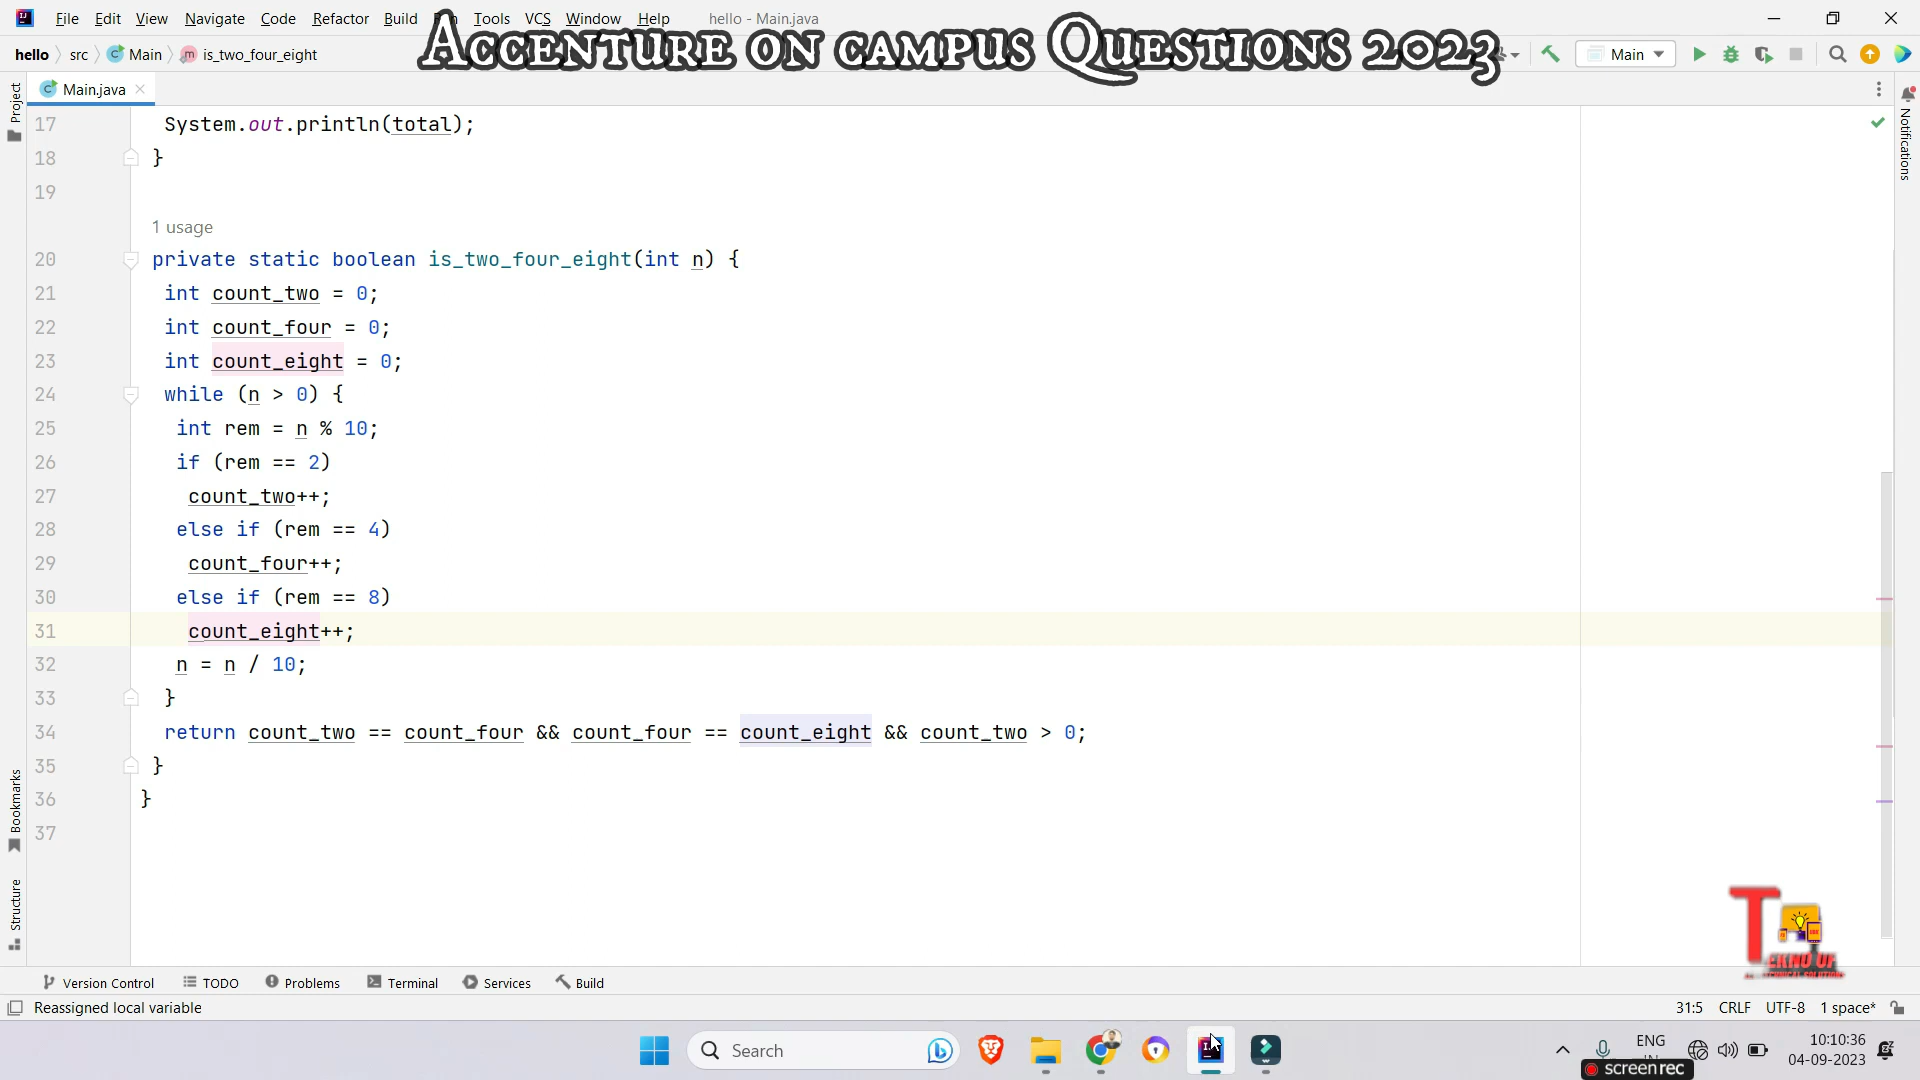 File Edit View Navigate Code Refactor Build Tools VCS Window Help hello - Main.java
Accenture on campus Questions 2023
hello src Main is_two_four_eight Main
Main.java
Project
Notifications
17 System.out.println(total);
18 }
19
1 usage
20 private static boolean is_two_four_eight(int n) {
21 int count_two = 0;
22 int count_four = 0;
23 int count_eight = 0;
24 while (n > 0) {
25 int rem = n % 10;
26 if (rem == 2)
27 count_two++;
28 else if (rem == 4)
29 count_four++;
30 else if (rem == 8)
31 count_eight++;
32 n = n / 10;
33 }
34 return count_two == count_four && count_four == count_eight && count_two > 0;
35 }
36 }
37
Bookmarks
Structure
TEKNO UF
Version Control TODO Problems Terminal Services Build
Reassigned local variable 31:5 CRLF UTF-8 1 space*
Search ENG 10:10:36
04-09-2023
screenrec